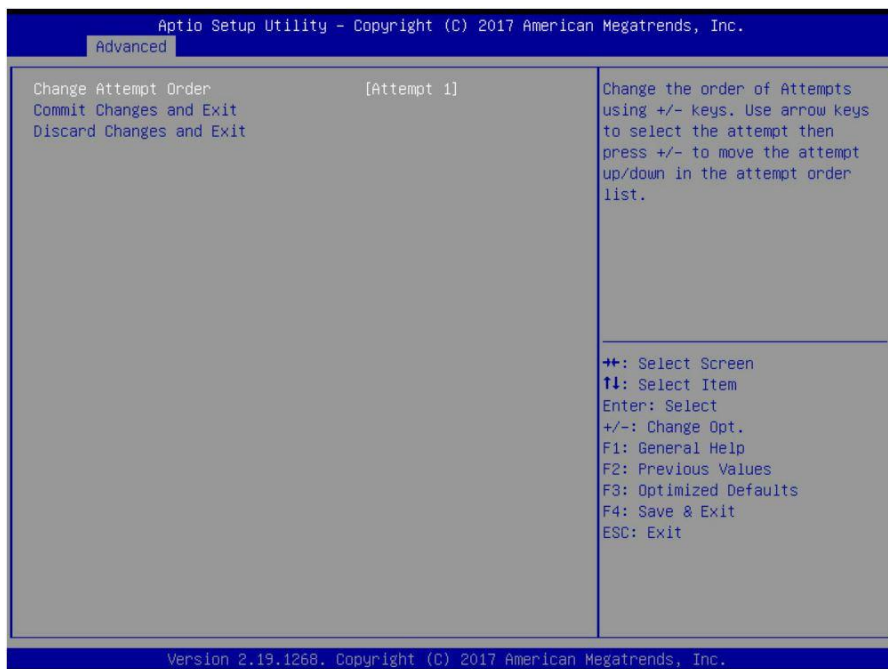 Aptio Setup Utility – Copyright (C) 2017 American Megatrends, Inc.
Advanced
Change Attempt Order [Attempt 1]
Commit Changes and Exit
Discard Changes and Exit
Change the order of Attempts
using +/- keys. Use arrow keys
to select the attempt then
press +/- to move the attempt
up/down in the attempt order
list.
→←: Select Screen
↑↓: Select Item
Enter: Select
+/-: Change Opt.
F1: General Help
F2: Previous Values
F3: Optimized Defaults
F4: Save & Exit
ESC: Exit
Version 2.19.1268. Copyright (C) 2017 American Megatrends, Inc.